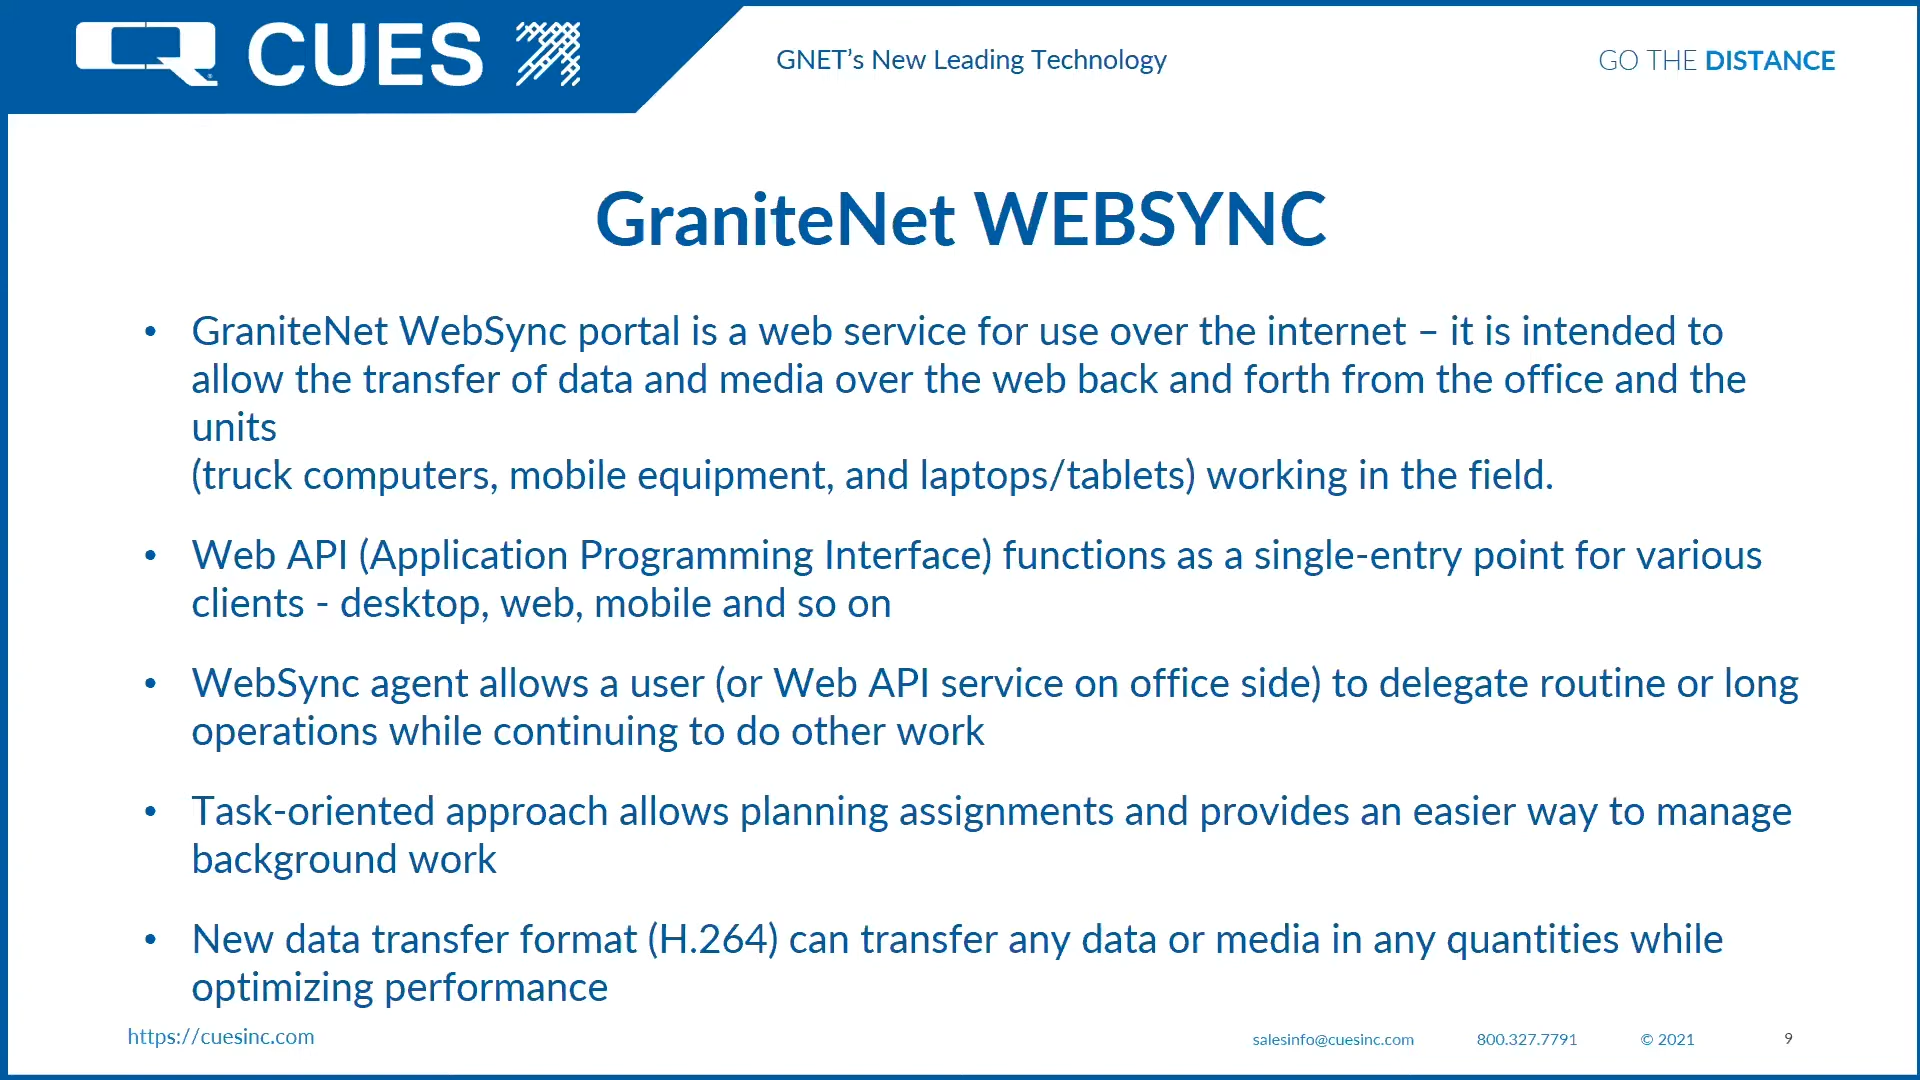 CUES
GNET’s New Leading Technology
GO THE DISTANCE
GraniteNet WEBSYNC
• GraniteNet WebSync portal is a web service for use over the internet – it is intended to
allow the transfer of data and media over the web back and forth from the office and the
units
(truck computers, mobile equipment, and laptops/tablets) working in the field.
• Web API (Application Programming Interface) functions as a single-entry point for various
clients - desktop, web, mobile and so on
• WebSync agent allows a user (or Web API service on office side) to delegate routine or long
operations while continuing to do other work
• Task-oriented approach allows planning assignments and provides an easier way to manage
background work
• New data transfer format (H.264) can transfer any data or media in any quantities while
optimizing performance
https://cuesinc.com
salesinfo@cuesinc.com 800.327.7791 © 2021 9